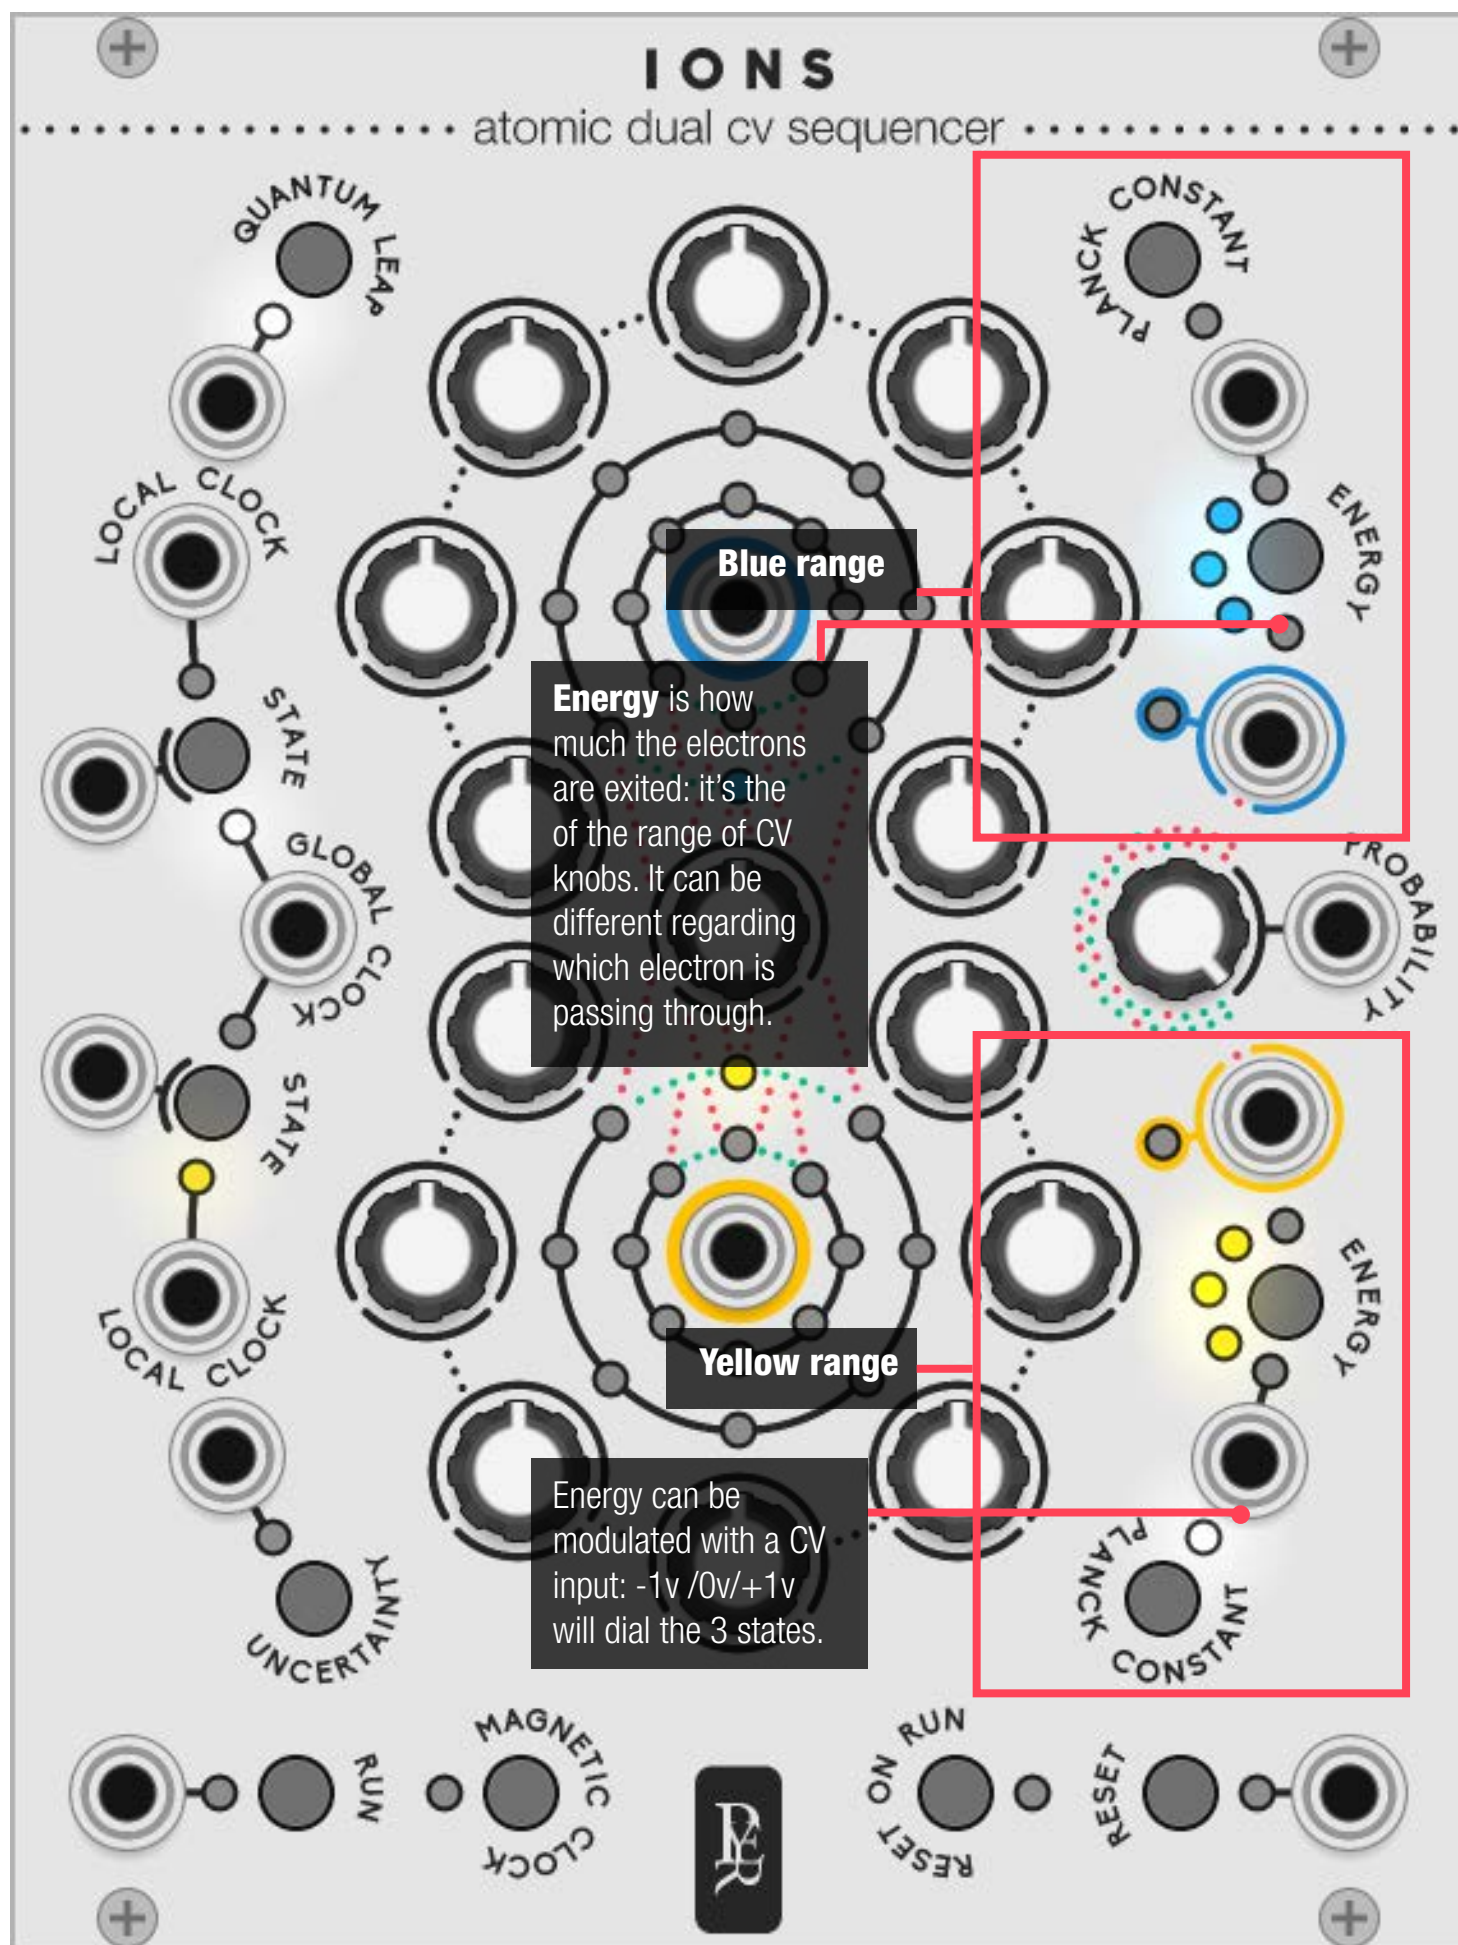 IONS
atomic dual cv sequencer
QUANTUM LEAP
PLANCK CONSTANT
LOCAL CLOCK
ENERGY
Blue range
STATE
Energy is how
much the electrons
are exited: it's the
of the range of CV
knobs. It can be
different regarding
which electron is
passing through.
GLOBAL CLOCK
PROBABILITY
STATE
ENERGY
LOCAL CLOCK
Yellow range
Energy can be
modulated with a CV
input: -1v /0v/+1v
will dial the 3 states.
UNCERTAINTY
PLANCK CONSTANT
RUN
MAGNETIC CLOCK
RESET ON RUN
RESET